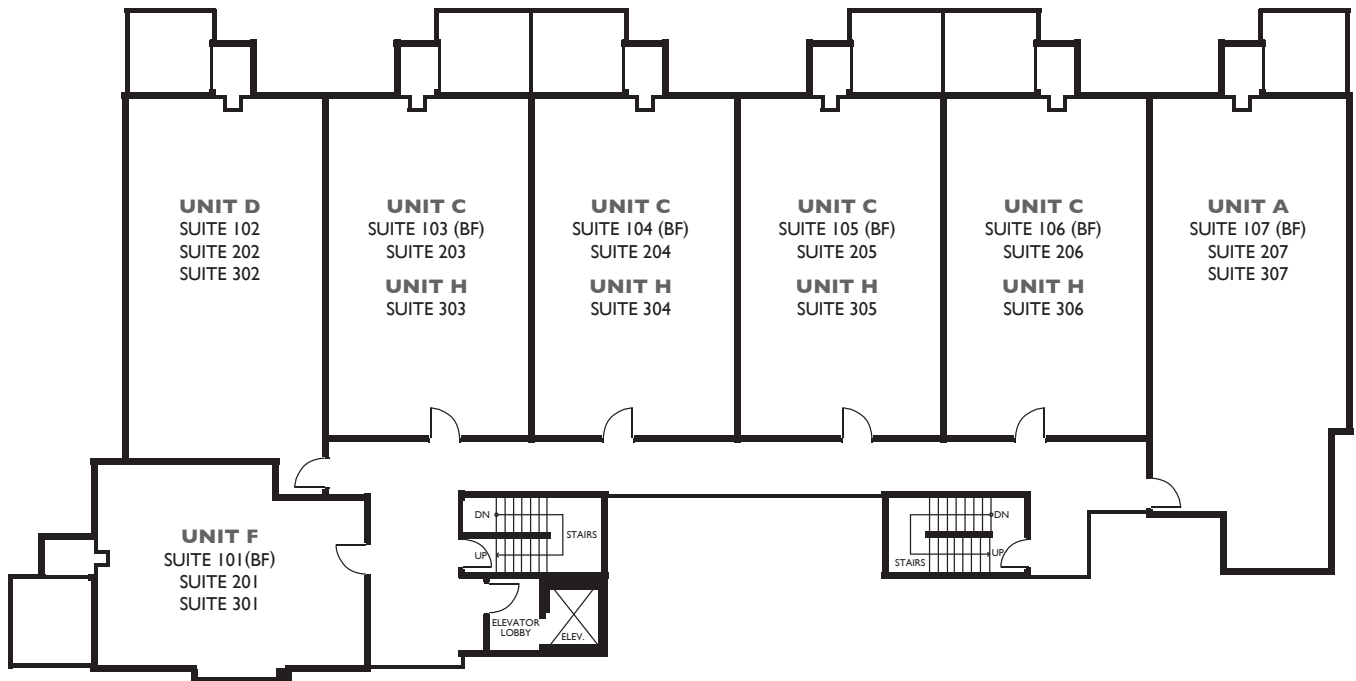 UNIT D
SUITE 102
SUITE 202
SUITE 302
UNIT C
SUITE 103 (BF)
SUITE 203
UNIT H
SUITE 303
UNIT C
SUITE 104 (BF)
SUITE 204
UNIT H
SUITE 304
UNIT C
SUITE 105 (BF)
SUITE 205
UNIT H
SUITE 305
UNIT C
SUITE 106 (BF)
SUITE 206
UNIT H
SUITE 306
UNIT A
SUITE 107 (BF)
SUITE 207
SUITE 307
UNIT F
SUITE 101(BF)
SUITE 201
SUITE 301
DN
STAIRS
UP
ELEVATOR
LOBBY
ELEV.
DN
UP
STAIRS